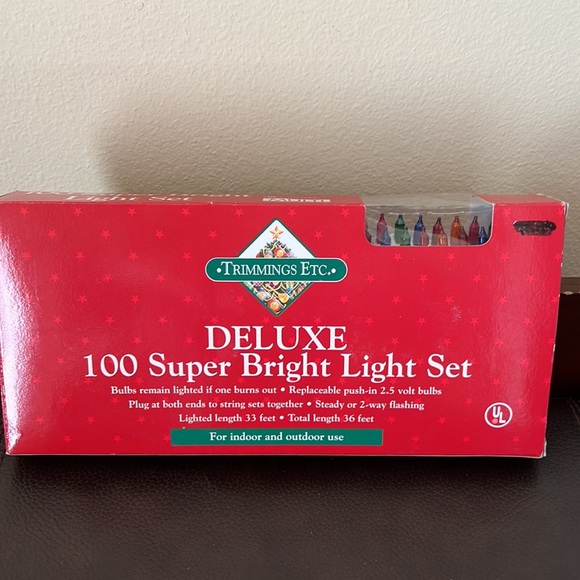 Light Set
• TRIMMINGS ETC. •
DELUXE
100 Super Bright Light Set
Bulbs remain lighted if one burns out • Replaceable push-in 2.5 volt bulbs
Plug at both ends to string sets together • Steady or 2-way flashing
Lighted length 33 feet • Total length 36 feet
UL
For indoor and outdoor use